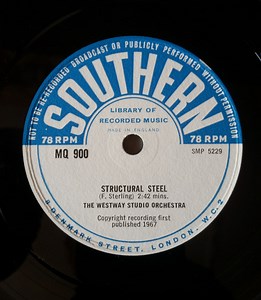 NOT TO BE RE-RECORDED BROADCAST OR PUBLICLY PERFORMED WITHOUT PERMISSION
SOUTHERN
LIBRARY OF
RECORDED MUSIC
MADE IN ENGLAND
78 RPM
78 RPM
MQ 900
SMP 5229
STRUCTURAL STEEL
(F. Sterling) 2:42 mins.
THE WESTWAY STUDIO ORCHESTRA
Copyright recording first
published 1967
8 DENMARK STREET, LONDON, W.C.2